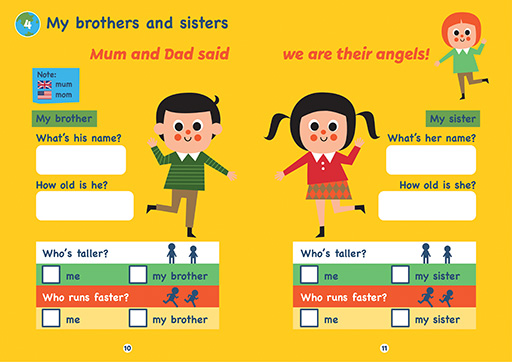 4 My brothers and sisters
Mum and Dad said we are their angels!
Note:
mum
mom
My brother
What's his name?
How old is he?
Who's taller?
me my brother
Who runs faster?
me my brother
10
My sister
What's her name?
How old is she?
Who's taller?
me my sister
Who runs faster?
me my sister
11